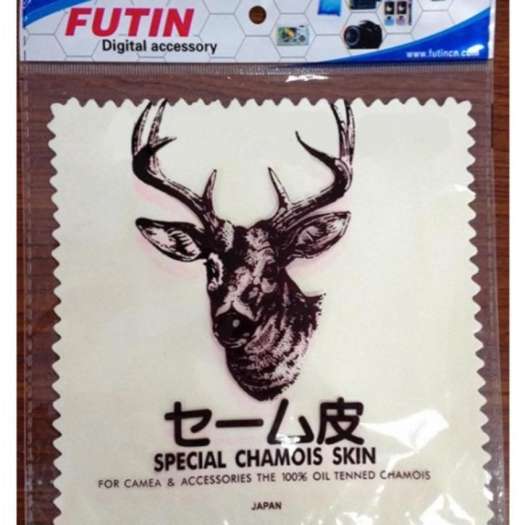 FUTIN
Digital accessory
www.futincn.com
セーム皮
SPECIAL CHAMOIS SKIN
FOR CAMEA & ACCESSORIES THE 100% OIL TENNED CHAMOIS
JAPAN